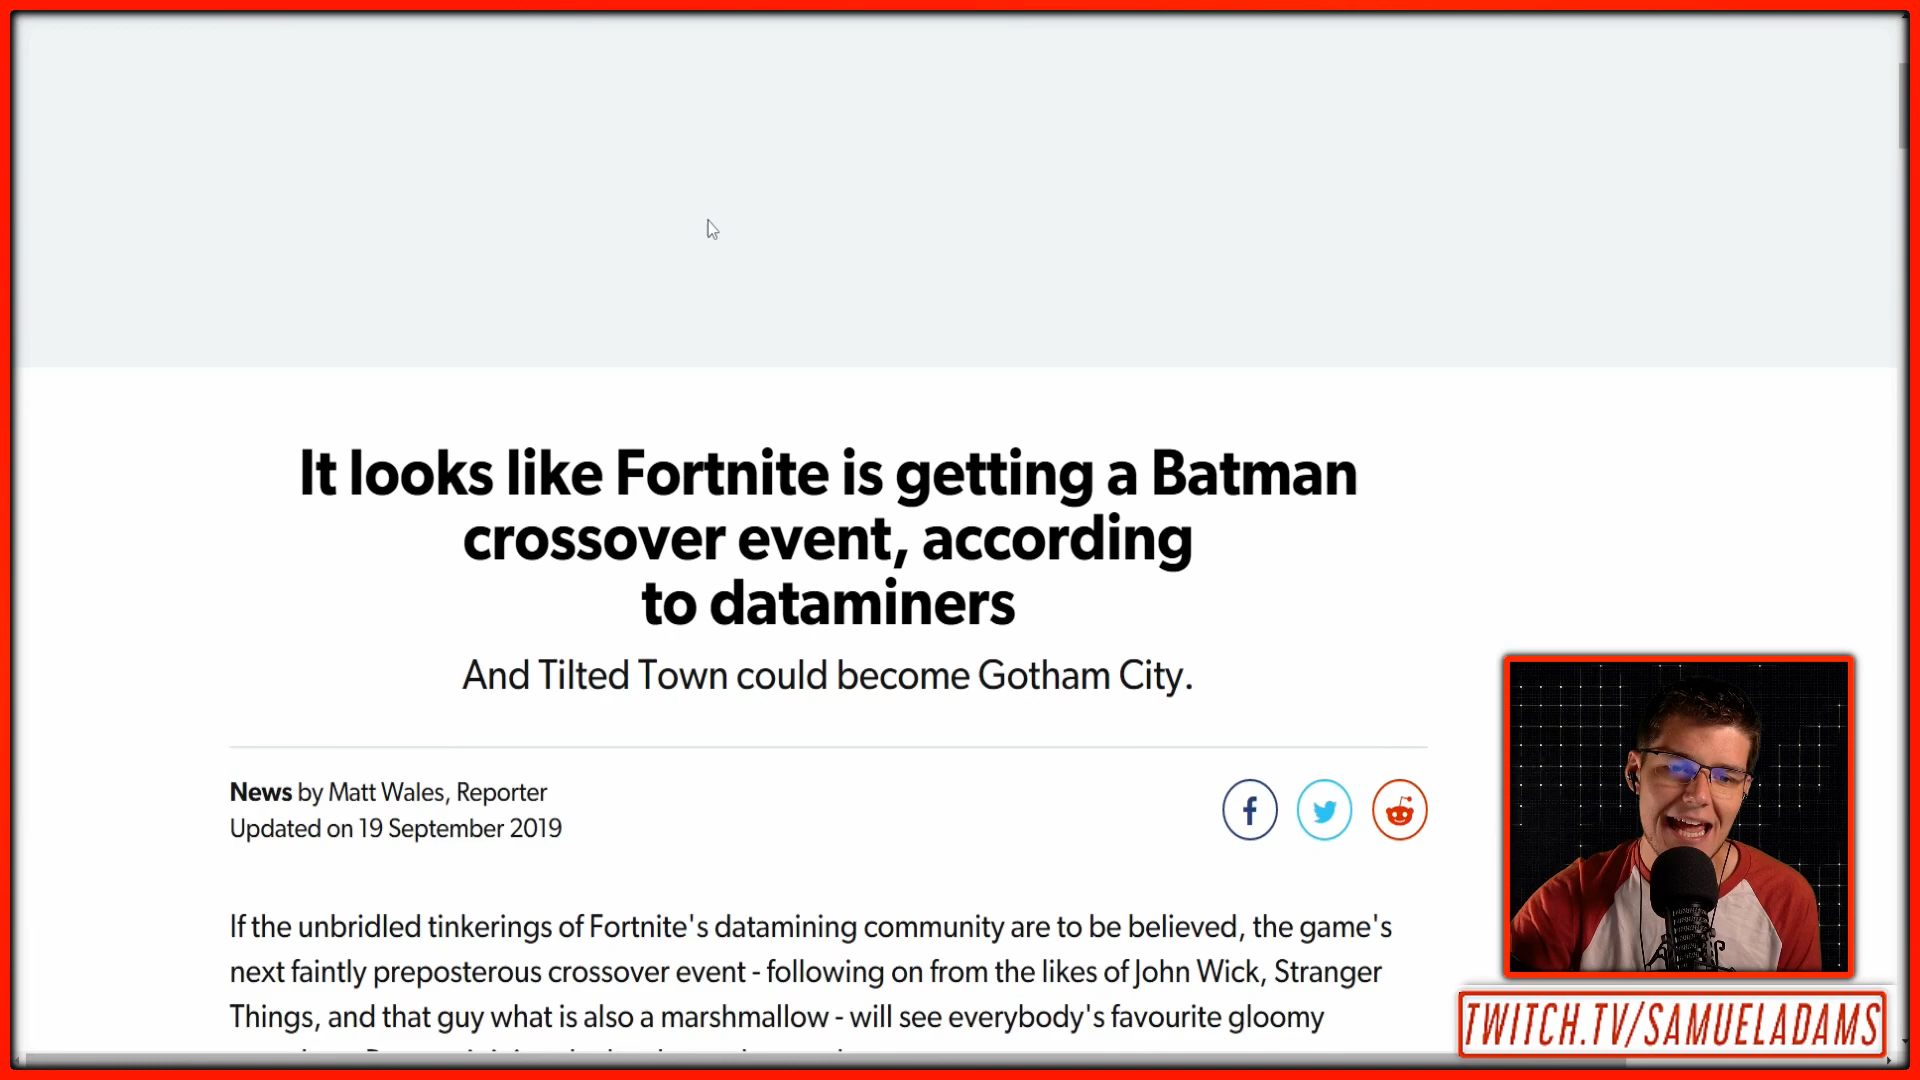 It looks like Fortnite is getting a Batman
crossover event, according
to dataminers
And Tilted Town could become Gotham City.
News by Matt Wales, Reporter
Updated on 19 September 2019
If the unbridled tinkerings of Fortnite's datamining community are to be believed, the game's
next faintly preposterous crossover event - following on from the likes of John Wick, Stranger
Things, and that guy what is also a marshmallow - will see everybody's favourite gloomy
TWITCH.TV/SAMUELADAMS